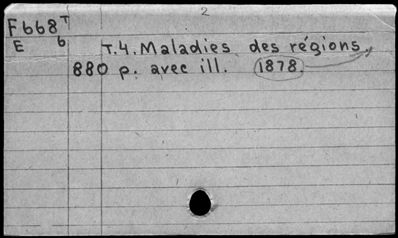 2
F668T
E 6
T.4. Maladies des régions,
880 p. avec ill. 1878.